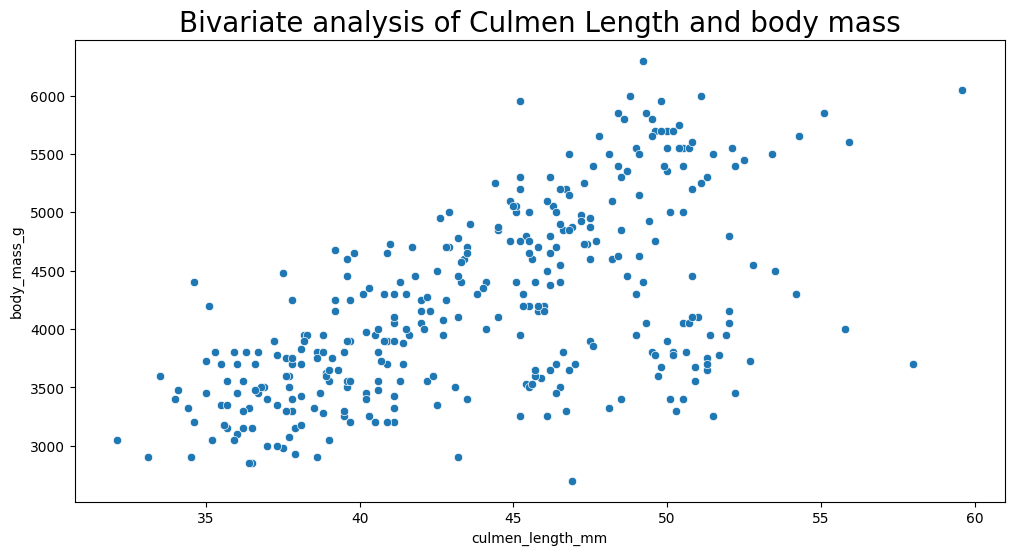 Bivariate analysis of Culmen Length and body mass
6000
5500
5000
4500
4000
3500
3000
body_mass_g
35 40 45 50 55 60
culmen_length_mm